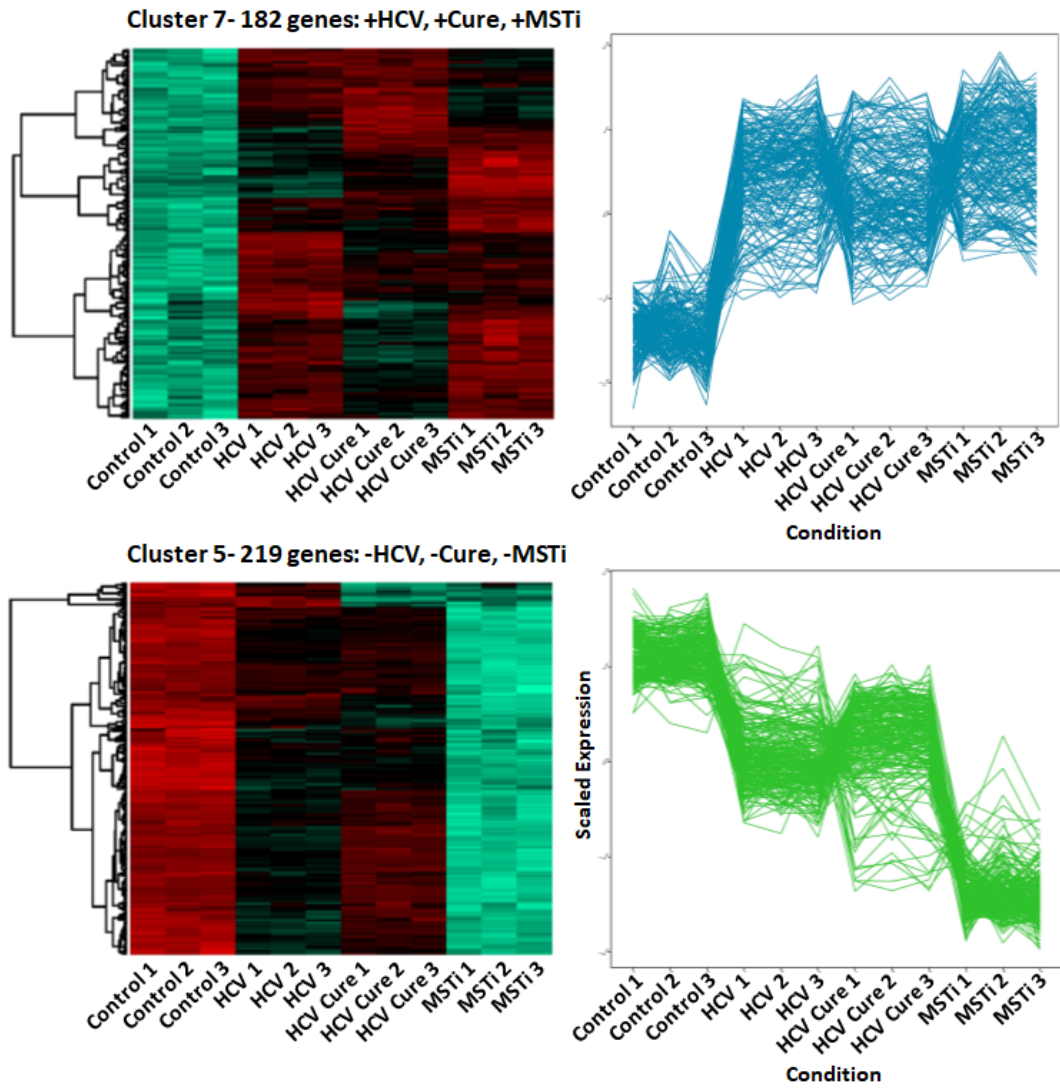 Cluster 7- 182 genes: +HCV, +Cure, +MSTi
Control 1
Control 2
Control 3
HCV 1
HCV 2
HCV 3
HCV Cure 1
HCV Cure 2
HCV Cure 3
MSTi 1
MSTi 2
MSTi 3
Control 1
Control 2
Control 3
HCV 1
HCV 2
HCV 3
HCV Cure 1
HCV Cure 2
HCV Cure 3
MSTi 1
MSTi 2
MSTi 3
Condition
Cluster 5- 219 genes: -HCV, -Cure, -MSTi
Control 1
Control 2
Control 3
HCV 1
HCV 2
HCV 3
HCV Cure 1
HCV Cure 2
HCV Cure 3
MSTi 1
MSTi 2
MSTi 3
Scaled Expression
Control 1
Control 2
Control 3
HCV 1
HCV 2
HCV 3
HCV Cure 1
HCV Cure 2
HCV Cure 3
MSTi 1
MSTi 2
MSTi 3
Condition